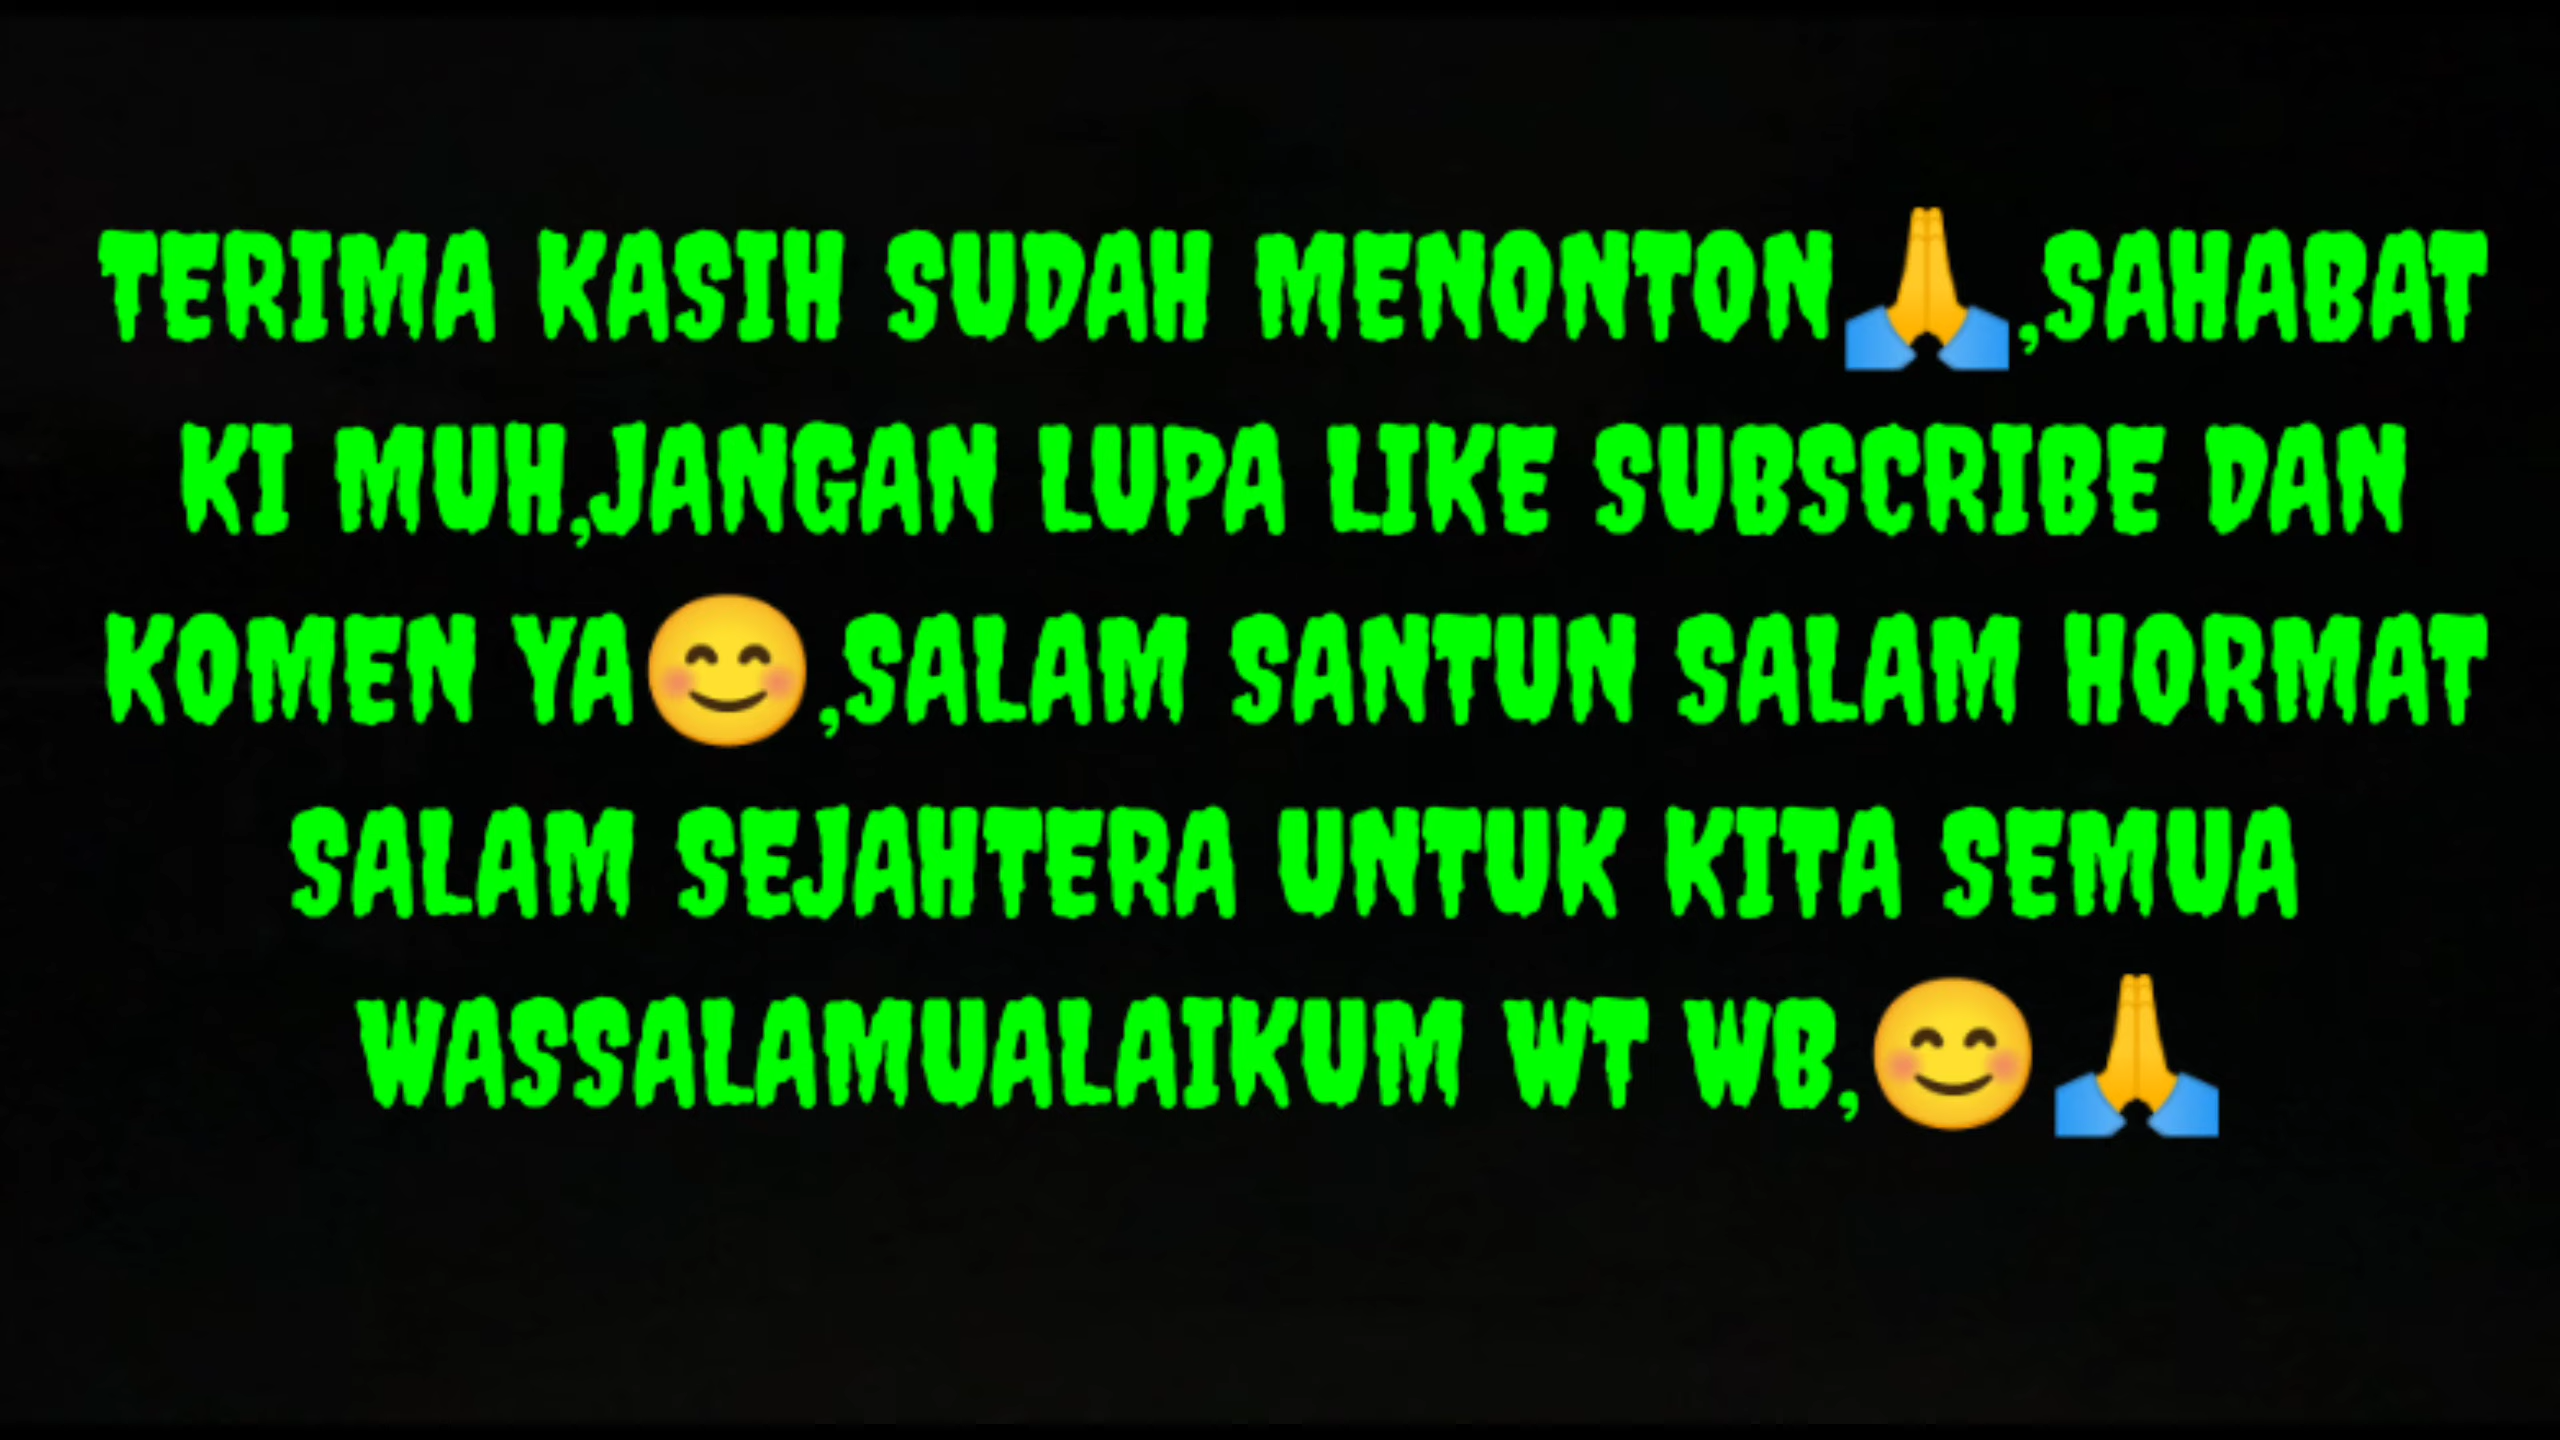 TERIMA KASIH SUDAH MENONTON🙏,SAHABAT
KI MUH,JANGAN LUPA LIKE SUBSCRIBE DAN
KOMEN YA😊,SALAM SANTUN SALAM HORMAT
SALAM SEJAHTERA UNTUK KITA SEMUA
WASSALAMUALAIKUM WT WB,😊🙏